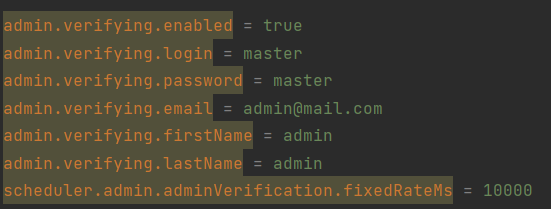 admin.verifying.enabled = true
admin.verifying.login = master
admin.verifying.password = master
admin.verifying.email = admin@mail.com
admin.verifying.firstName = admin
admin.verifying.lastName = admin
scheduler.admin.adminVerification.fixedRateMs = 10000